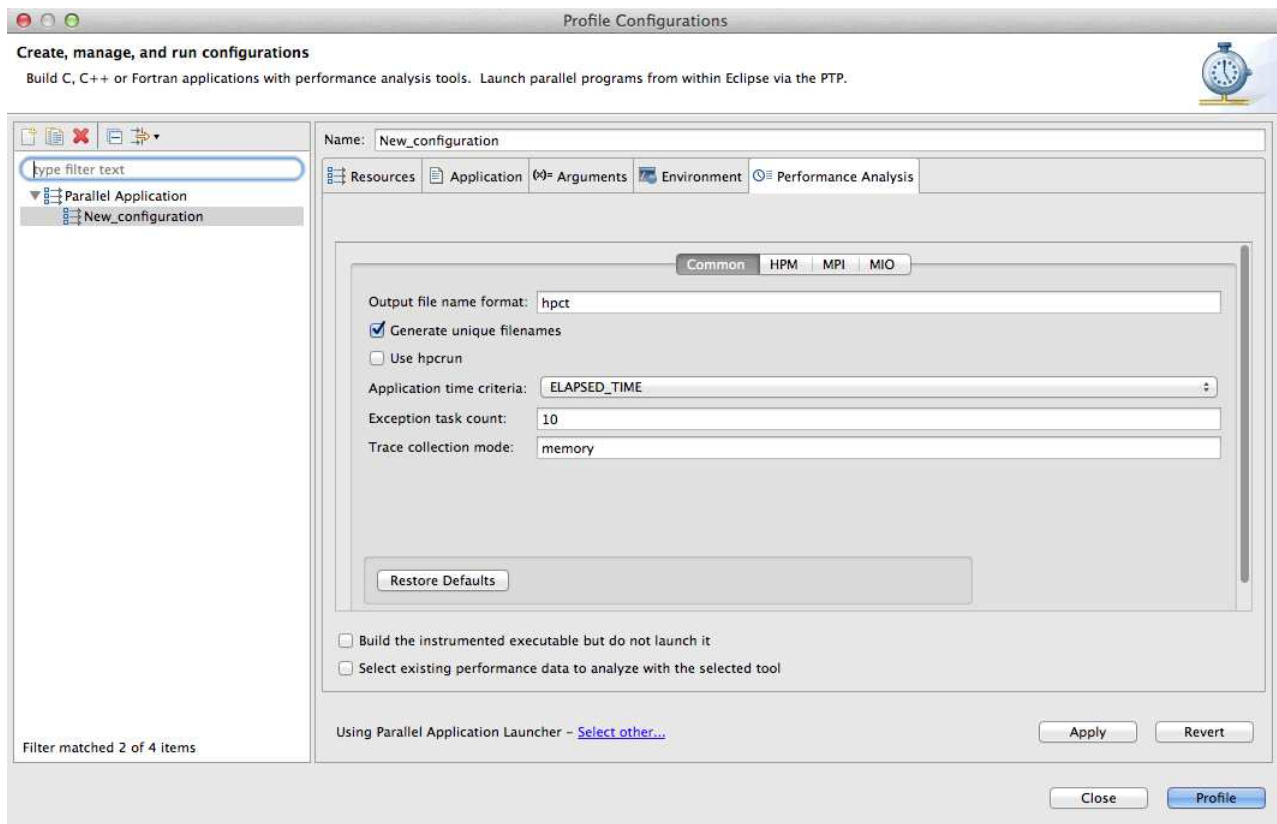 Profile Configurations
Create, manage, and run configurations
Build C, C++ or Fortran applications with performance analysis tools. Launch parallel programs from within Eclipse via the PTP.
type filter text
Parallel Application
New_configuration
Filter matched 2 of 4 items
Name: New_configuration
Resources Application (x)= Arguments Environment Performance Analysis
Common HPM MPI MIO
Output file name format: hpct
Generate unique filenames
Use hpcrun
Application time criteria: ELAPSED_TIME
Exception task count: 10
Trace collection mode: memory
Restore Defaults
Build the instrumented executable but do not launch it
Select existing performance data to analyze with the selected tool
Using Parallel Application Launcher – Select other...
Apply Revert
Close Profile